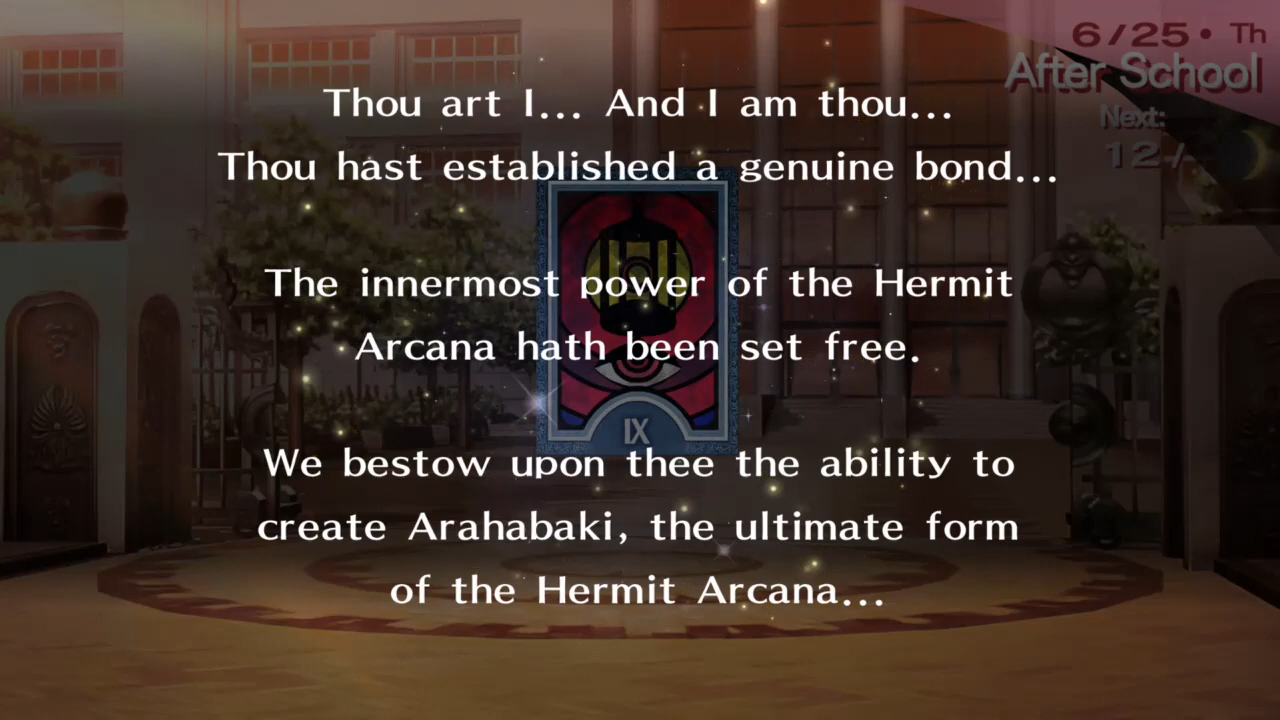 6/25 • Th
After School
Next:
12/
Thou art I... And I am thou...
Thou hast established a genuine bond...
The innermost power of the Hermit
Arcana hath been set free.
IX
We bestow upon thee the ability to
create Arahabaki, the ultimate form
of the Hermit Arcana...